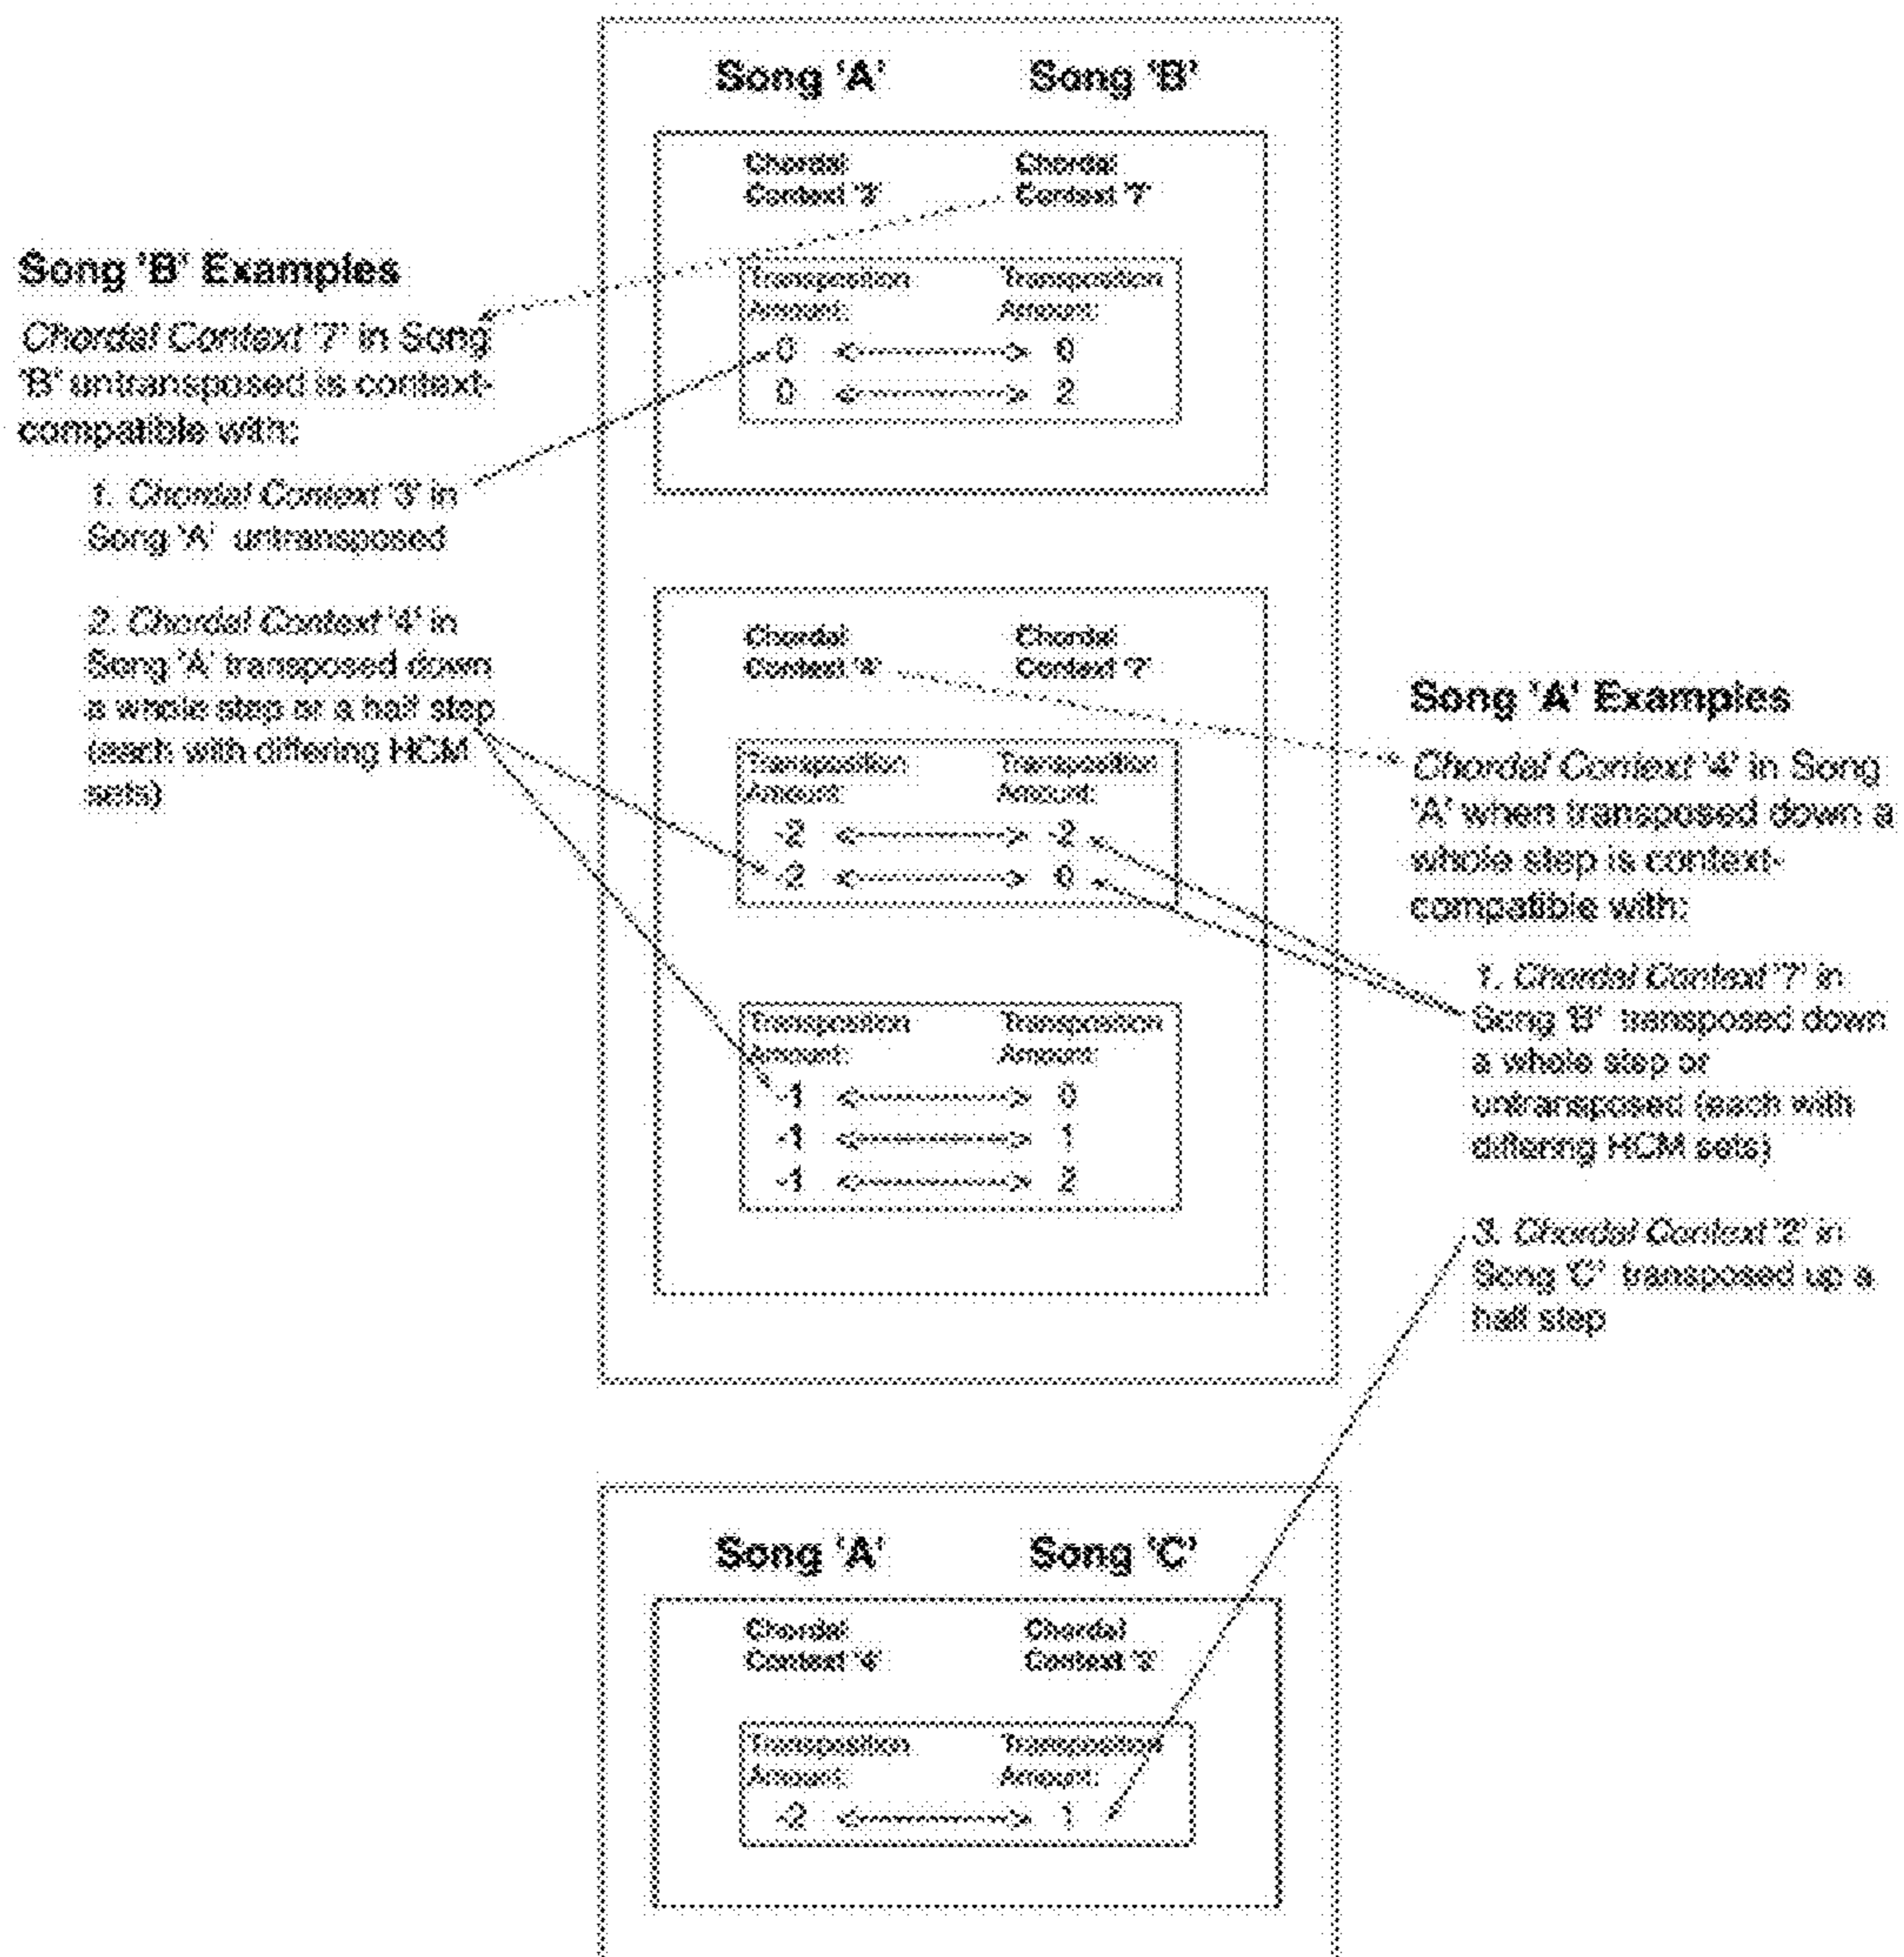 Song 'A' Song 'B'
Chordal Chordal
Context '3' Context '7'
Transposition Transposition
Amount: Amount:
0 0
0 2
Song 'B' Examples
Chordal Context '7' in Song
'B' untransposed is context-
compatible with:
1. Chordal Context '3' in
Song 'A' untransposed
2. Chordal Context '4' in
Song 'A' transposed down
a whole step or a half step
(each with differing HCM
sets)
Chordal Chordal
Context '4' Context '7'
Transposition Transposition
Amount: Amount:
-2 -2
-2 0
Transposition Transposition
Amount: Amount:
-1 0
-1 1
-1 2
Song 'A' Examples
Chordal Context '4' in Song
'A' when transposed down a
whole step is context-
compatible with:
1. Chordal Context '7' in
Song 'B' transposed down
a whole step or
untransposed (each with
differing HCM sets)
3. Chordal Context '2' in
Song 'C' transposed up a
half step
Song 'A' Song 'C'
Chordal Chordal
Context '4' Context
Transposition Transposition
Amount: Amount:
-2 1